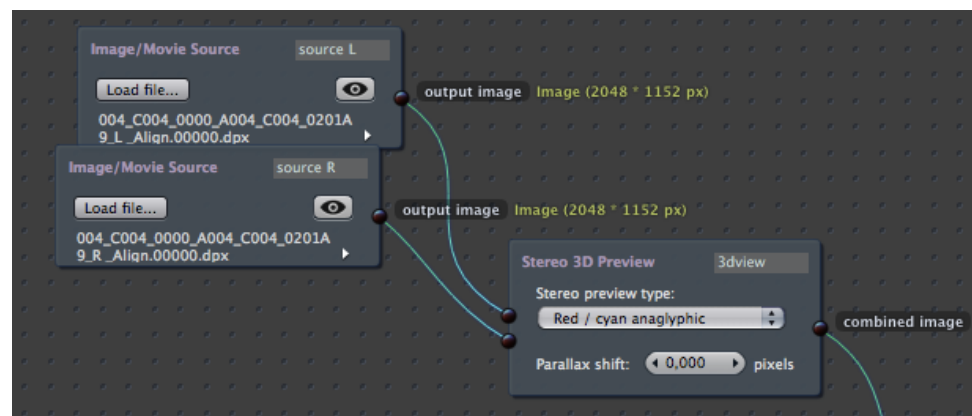 Image/Movie Source source L
Load file...
output image Image (2048 * 1152 px)
004_C004_0000_A004_C004_0201A
9_L _Align.00000.dpx
Image/Movie Source source R
Load file...
output image Image (2048 * 1152 px)
004_C004_0000_A004_C004_0201A
9_R _Align.00000.dpx
Stereo 3D Preview 3dview
Stereo preview type:
Red / cyan anaglyphic
combined image
Parallax shift: 0,000 pixels